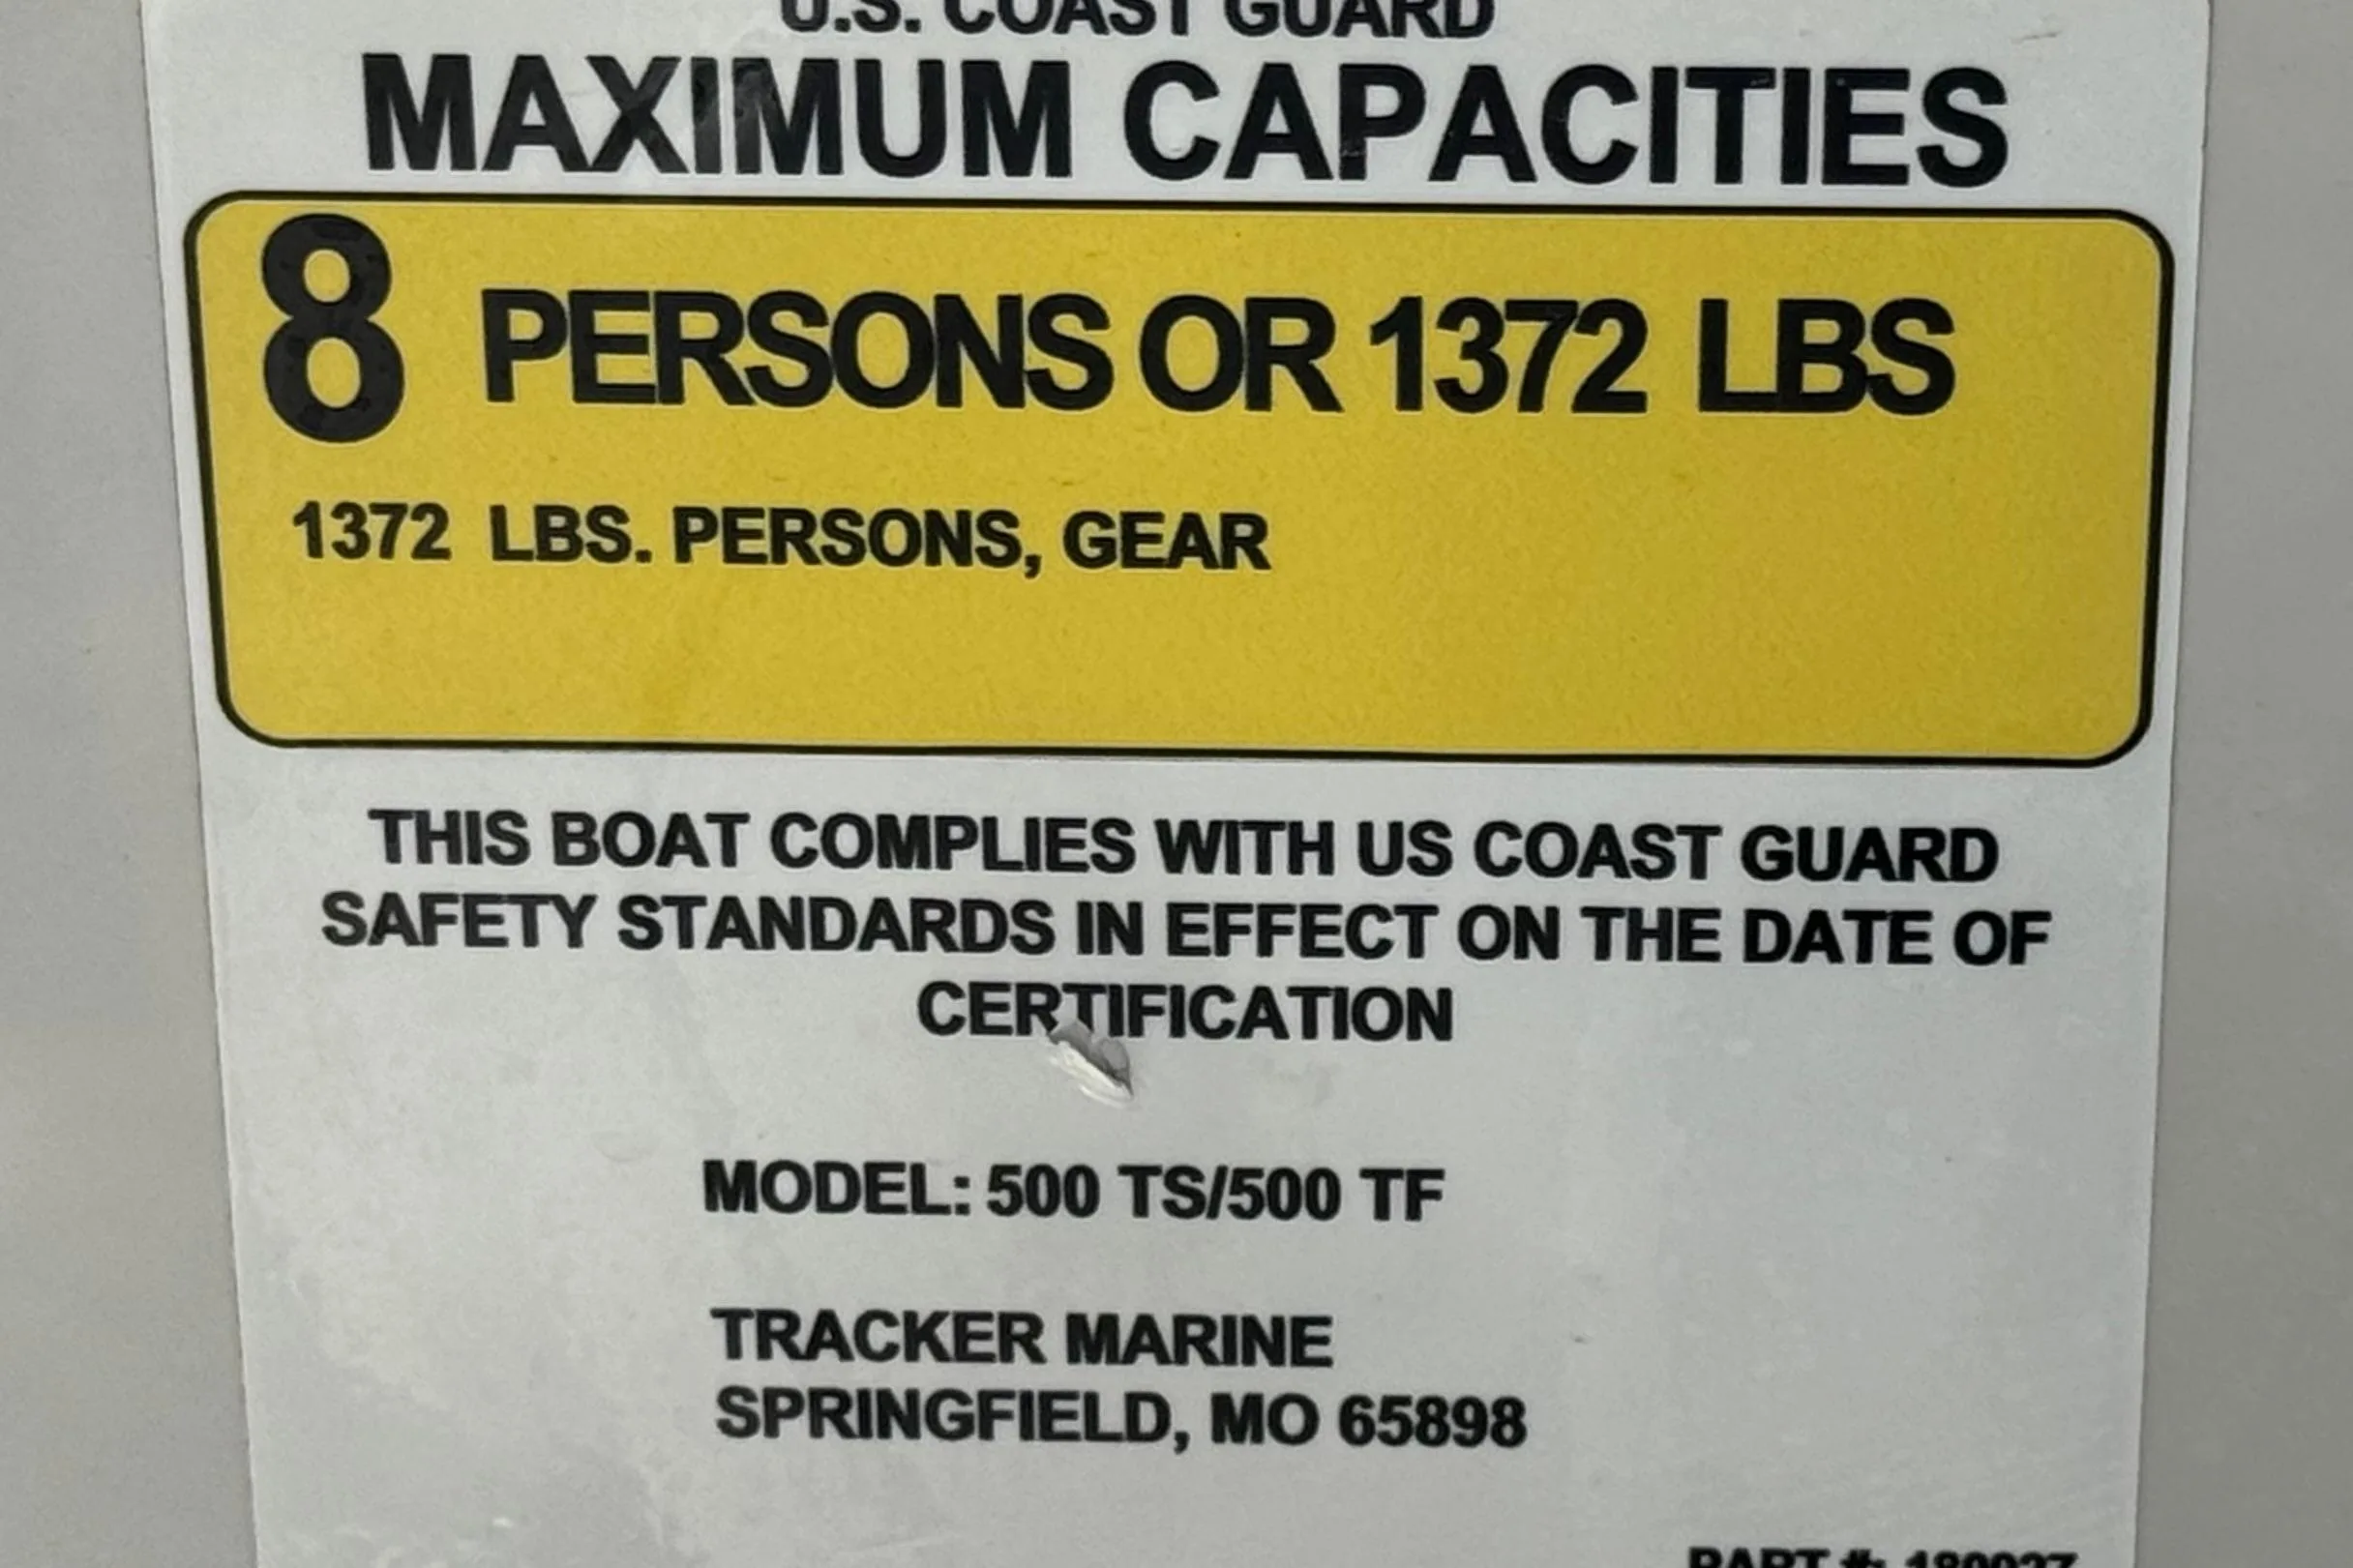 U.S. COAST GUARD
MAXIMUM CAPACITIES
8 PERSONS OR 1372 LBS
1372 LBS. PERSONS, GEAR
THIS BOAT COMPLIES WITH US COAST GUARD
SAFETY STANDARDS IN EFFECT ON THE DATE OF
CERTIFICATION
MODEL: 500 TS/500 TF
TRACKER MARINE
SPRINGFIELD, MO 65898
PART #: